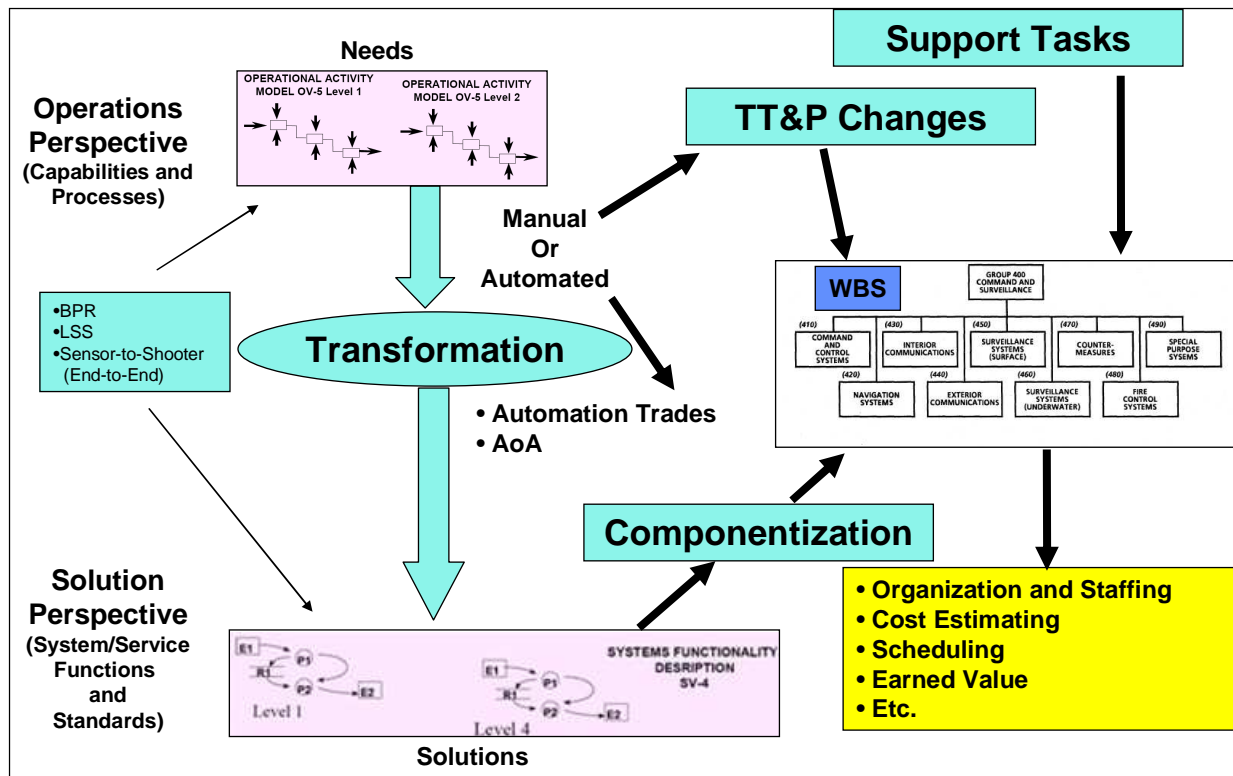 Needs
OPERATIONAL ACTIVITY
MODEL OV-5 Level 1
OPERATIONAL ACTIVITY
MODEL OV-5 Level 2
Operations
Perspective
(Capabilities and
Processes)
Support Tasks
TT&P Changes
Manual
Or
Automated
•BPR
•LSS
•Sensor-to-Shooter
(End-to-End)
Transformation
• Automation Trades
• AoA
WBS
GROUP 400
COMMAND AND
SURVEILLANCE
(410)
COMMAND
AND
CONTROL
SYSTEMS
(430)
INTERIOR
COMMUNICATIONS
(450)
SURVEILLANCE
SYSTEMS
(SURFACE)
(470)
COUNTER-
MEASURES
(490)
SPECIAL
PURPOSE
SYSEMS
(420)
NAVIGATION
SYSTEMS
(440)
EXTERIOR
COMMUNICATIONS
(460)
SURVEILLANCE
SYSTEMS
(UNDERWATER)
(480)
FIRE
CONTROL
SYSTEMS
Componentization
Solution
Perspective
(System/Service
Functions
and
Standards)
E1
P1
R1
P2
E2
Level 1
E1
P1
R1
P2
E2
Level 4
SYSTEMS FUNCTIONALITY
DESRIPTION
SV-4
Solutions
• Organization and Staffing
• Cost Estimating
• Scheduling
• Earned Value
• Etc.